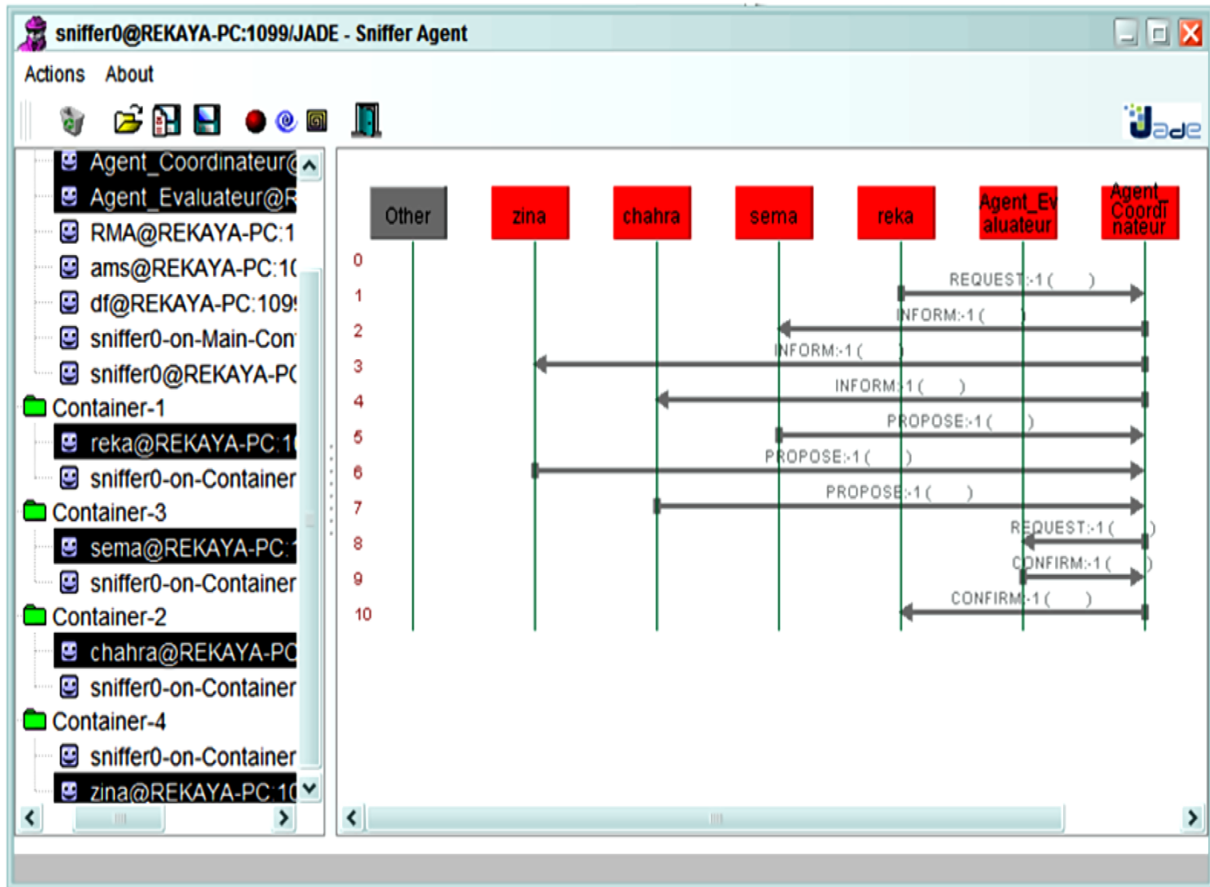 sniffer0@REKAYA-PC:1099/JADE - Sniffer Agent
Actions About
Jade
Agent_Coordinateur@
Agent_Evaluateur@R
RMA@REKAYA-PC:1
ams@REKAYA-PC:10
df@REKAYA-PC:1099
sniffer0-on-Main-Con
sniffer0@REKAYA-PC
Container-1
reka@REKAYA-PC:10
sniffer0-on-Container
Container-3
sema@REKAYA-PC:1
sniffer0-on-Container
Container-2
chahra@REKAYA-PC
sniffer0-on-Container
Container-4
sniffer0-on-Container
zina@REKAYA-PC:10
Other zina chahra sema reka Agent_Ev
aluateur Agent_
Coordi
nateur
0
REQUEST:-1 ( )
1
INFORM:-1 ( )
2
INFORM:-1 ( )
3
INFORM:-1 ( )
4
PROPOSE:-1 ( )
5
PROPOSE:-1 ( )
6
PROPOSE:-1 ( )
7
REQUEST:-1 ( )
8
CONFIRM:-1 ( )
9
CONFIRM:-1 ( )
10